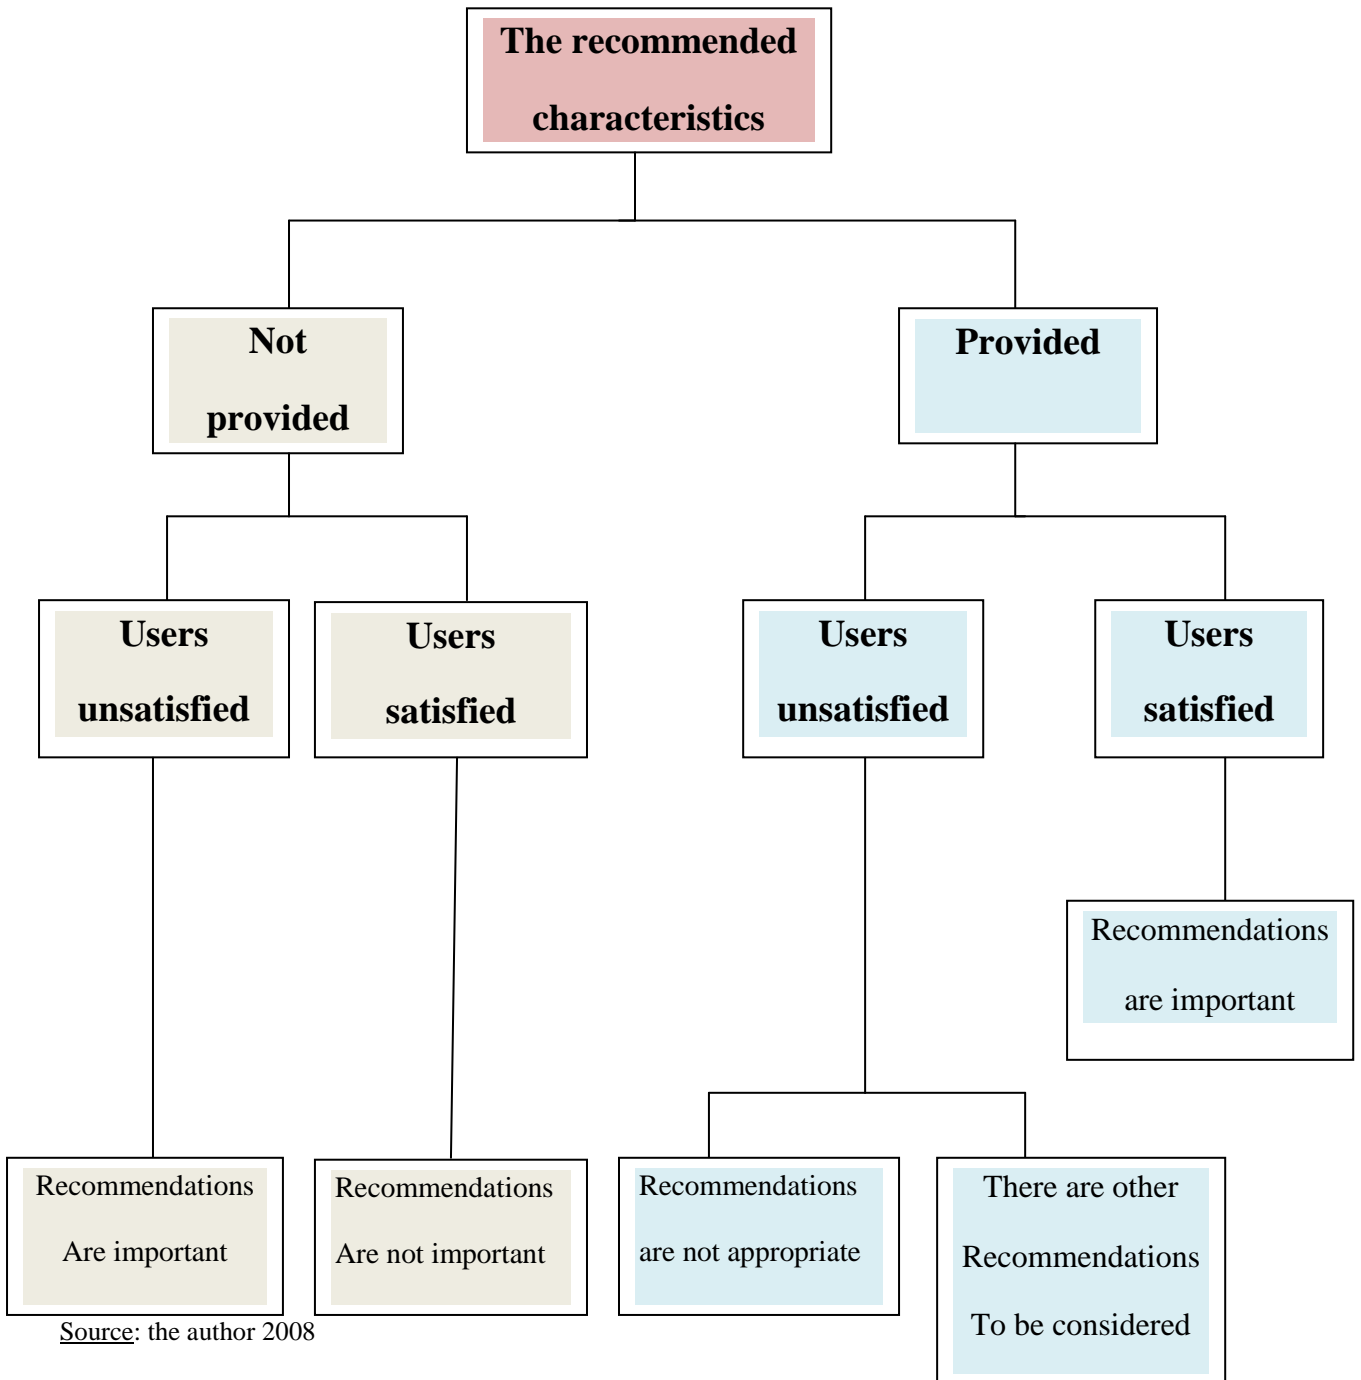 The recommended
characteristics
Not
provided
Provided
Users
unsatisfied
Users
satisfied
Users
unsatisfied
Users
satisfied
Recommendations
are important
Recommendations
Are important
Recommendations
Are not important
Recommendations
are not appropriate
There are other
Recommendations
To be considered
Source: the author 2008